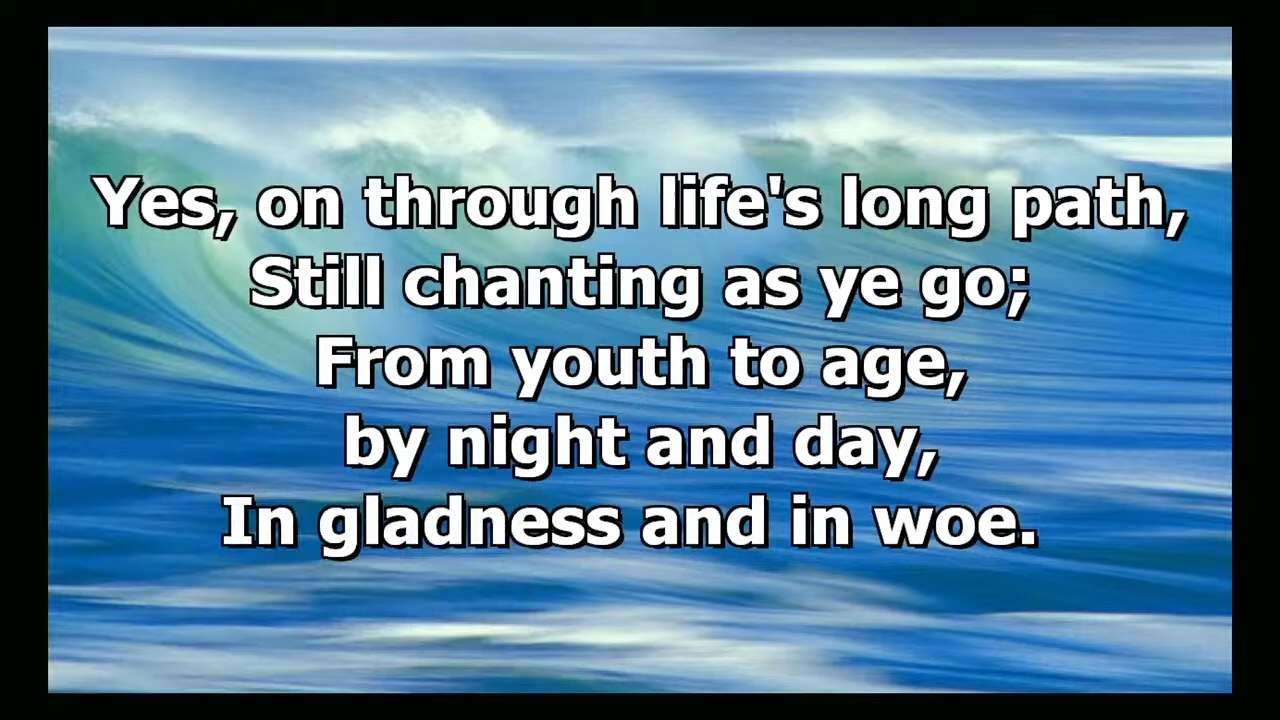 Yes, on through life's long path,
Still chanting as ye go;
From youth to age,
by night and day,
In gladness and in woe.